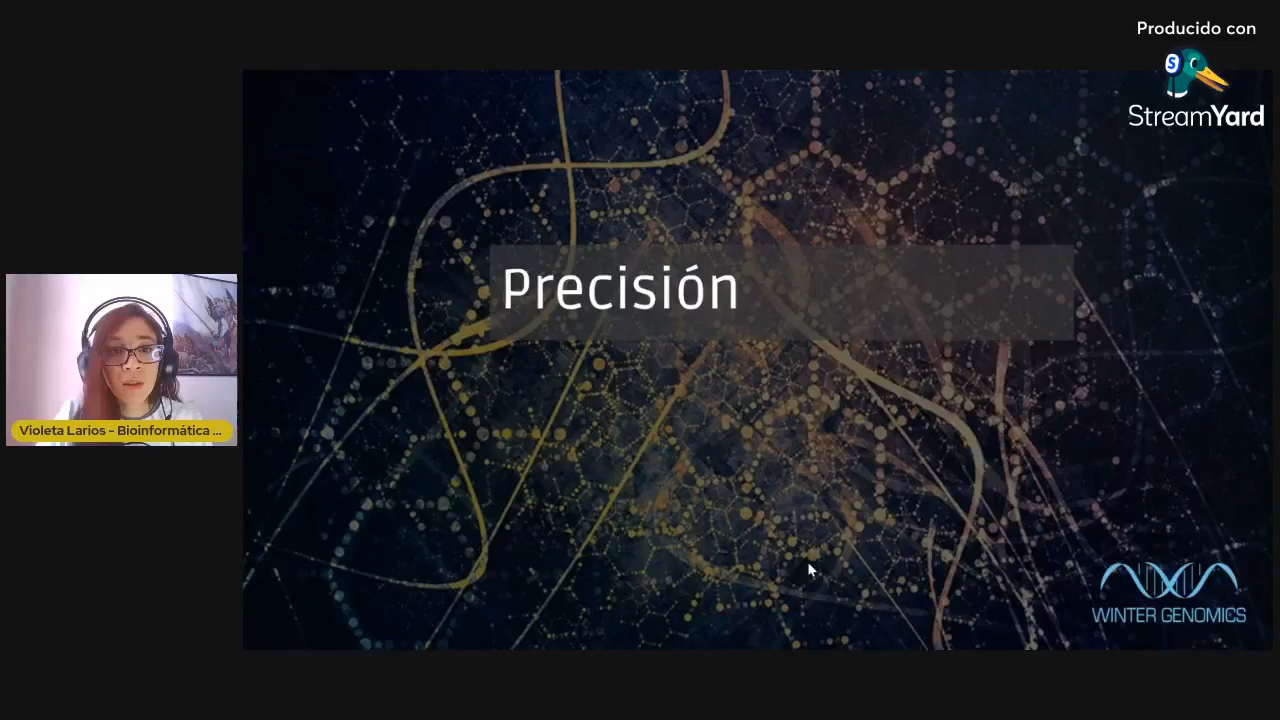 Producido con
StreamYard
Precisión
Violeta Larios - Bioinformática ...
WINTER GENOMICS